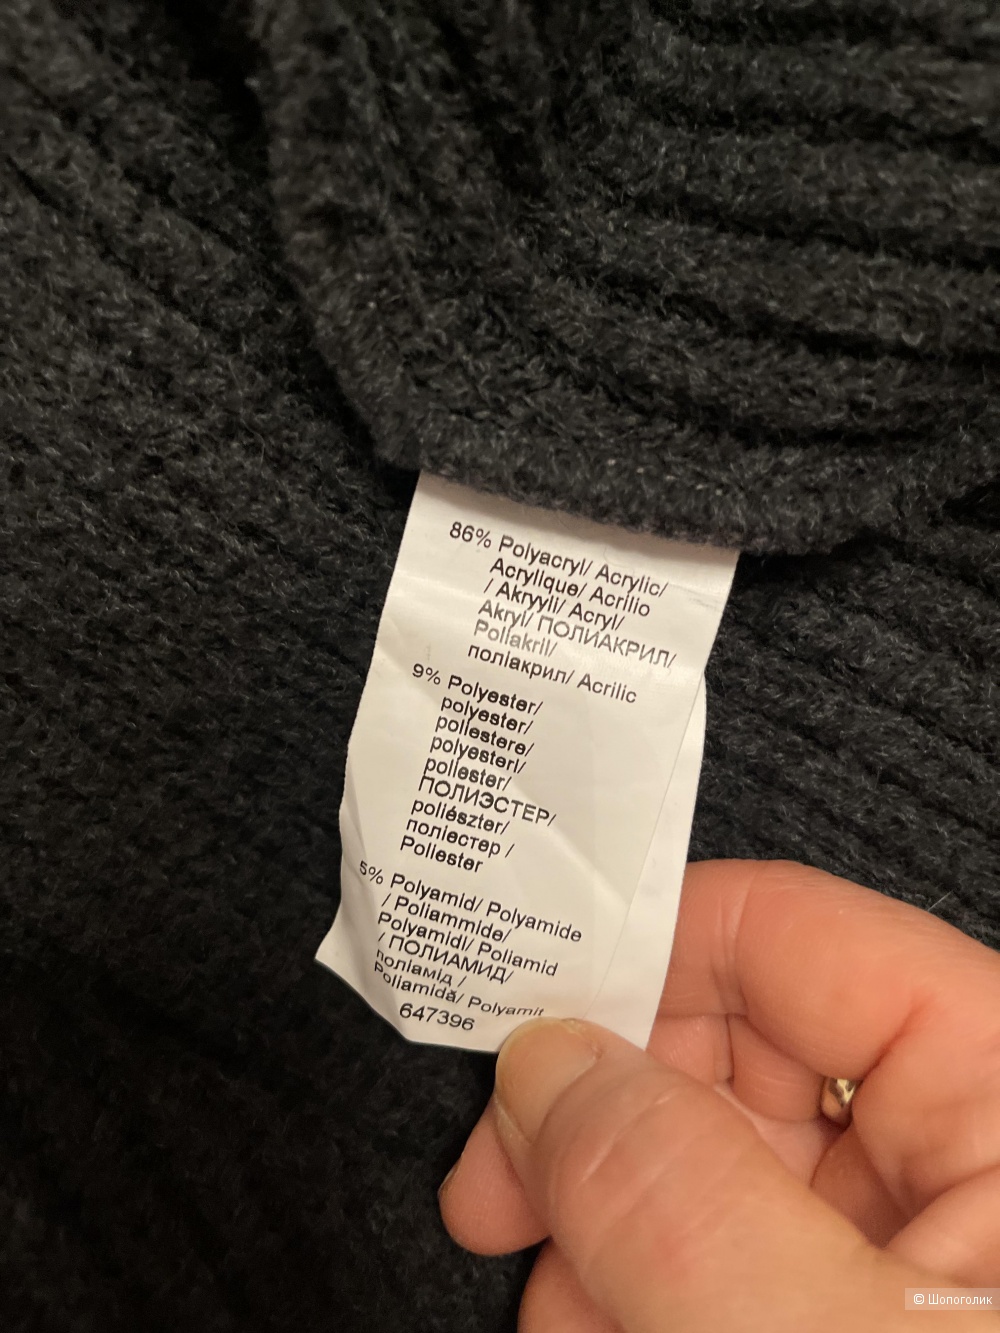 86% Polyacryl/ Acrylic/
Acrylique/ Acrilio
/ Akryyli/ Acryl/
Akryl/ ПОЛИАКРИЛ/
Poliakril/
поліакрил/ Acrilic
9% Polyester/
polyester/
poliestere/
polyesteri/
poliester/
ПОЛИЭСТЕР/
poliészter/
поліестер /
Poliester
5% Polyamid/ Polyamide
/ Poliammide/
Polyamidi/ Poliamid
/ ПОЛИАМИД/
поліамід /
Poliamidă/ Polyamit
647396
© Шопоголик